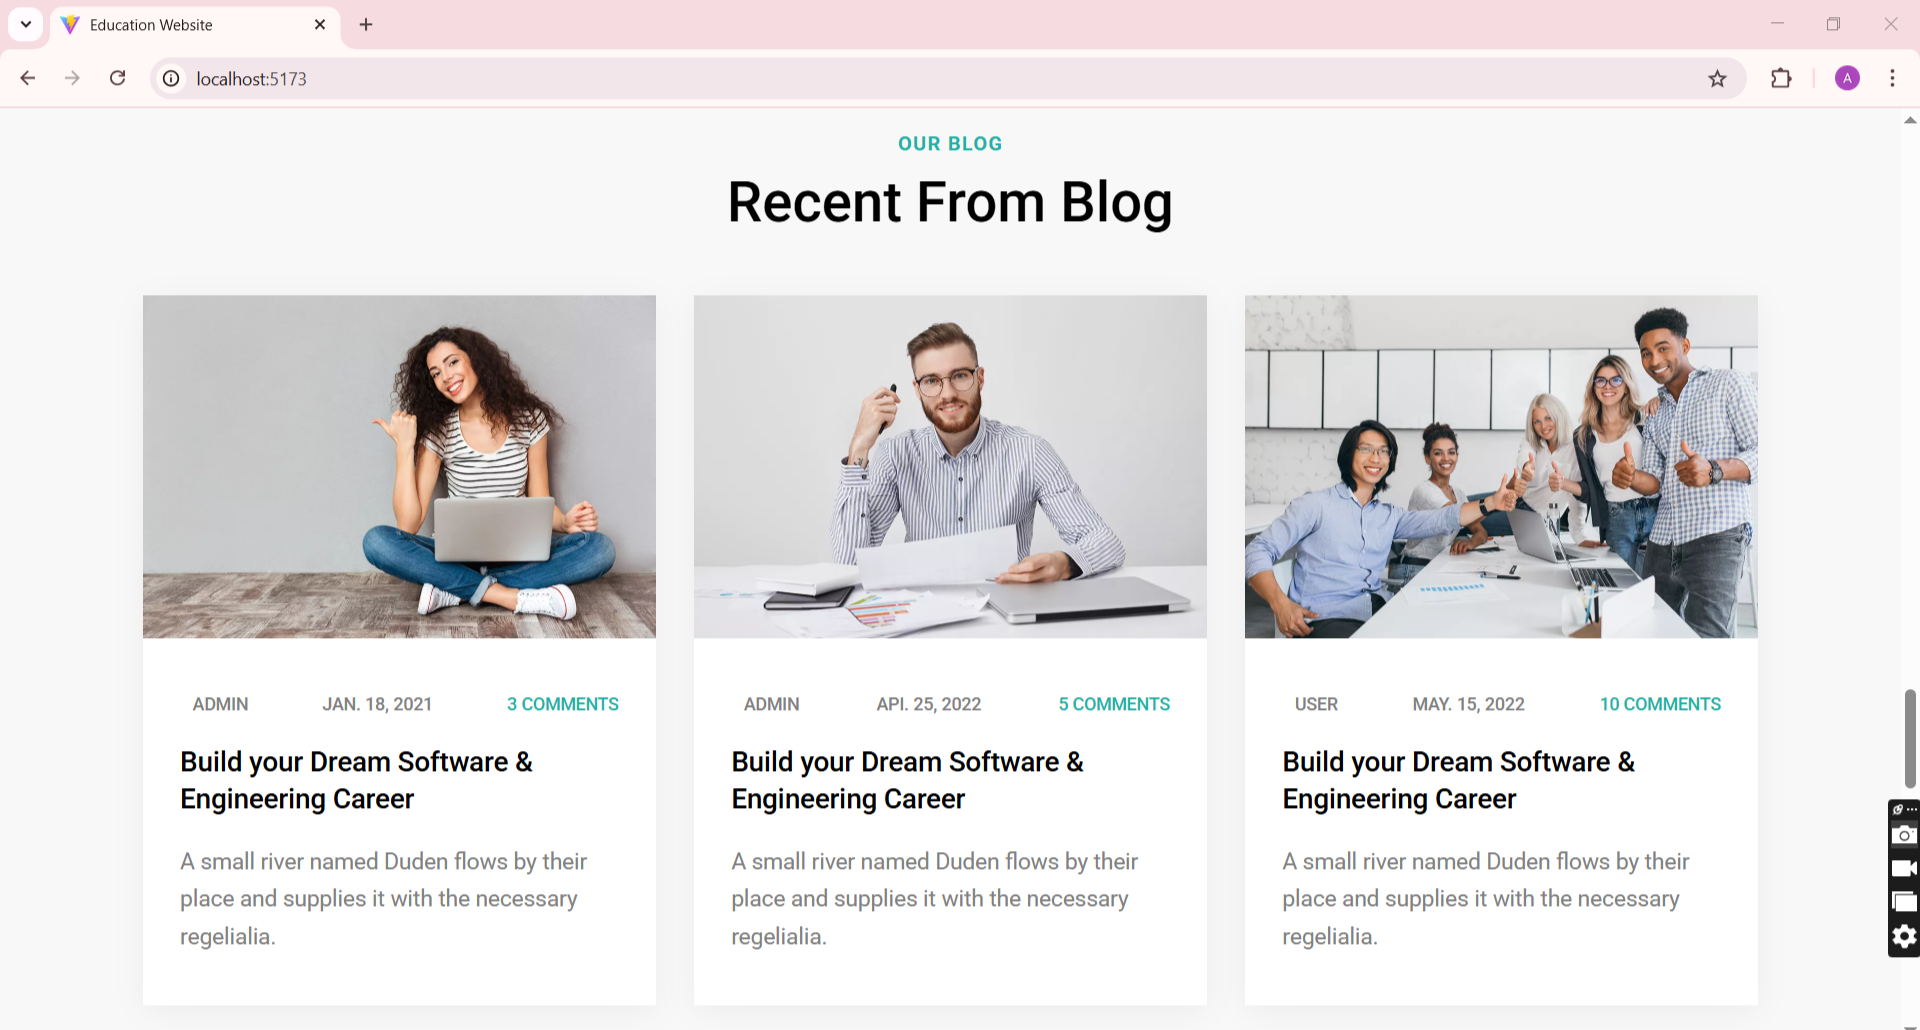 Education Website
localhost:5173
A
OUR BLOG
Recent From Blog
ADMIN JAN. 18, 2021 3 COMMENTS
Build your Dream Software &
Engineering Career
A small river named Duden flows by their
place and supplies it with the necessary
regelialia.
ADMIN API. 25, 2022 5 COMMENTS
Build your Dream Software &
Engineering Career
A small river named Duden flows by their
place and supplies it with the necessary
regelialia.
USER MAY. 15, 2022 10 COMMENTS
Build your Dream Software &
Engineering Career
A small river named Duden flows by their
place and supplies it with the necessary
regelialia.